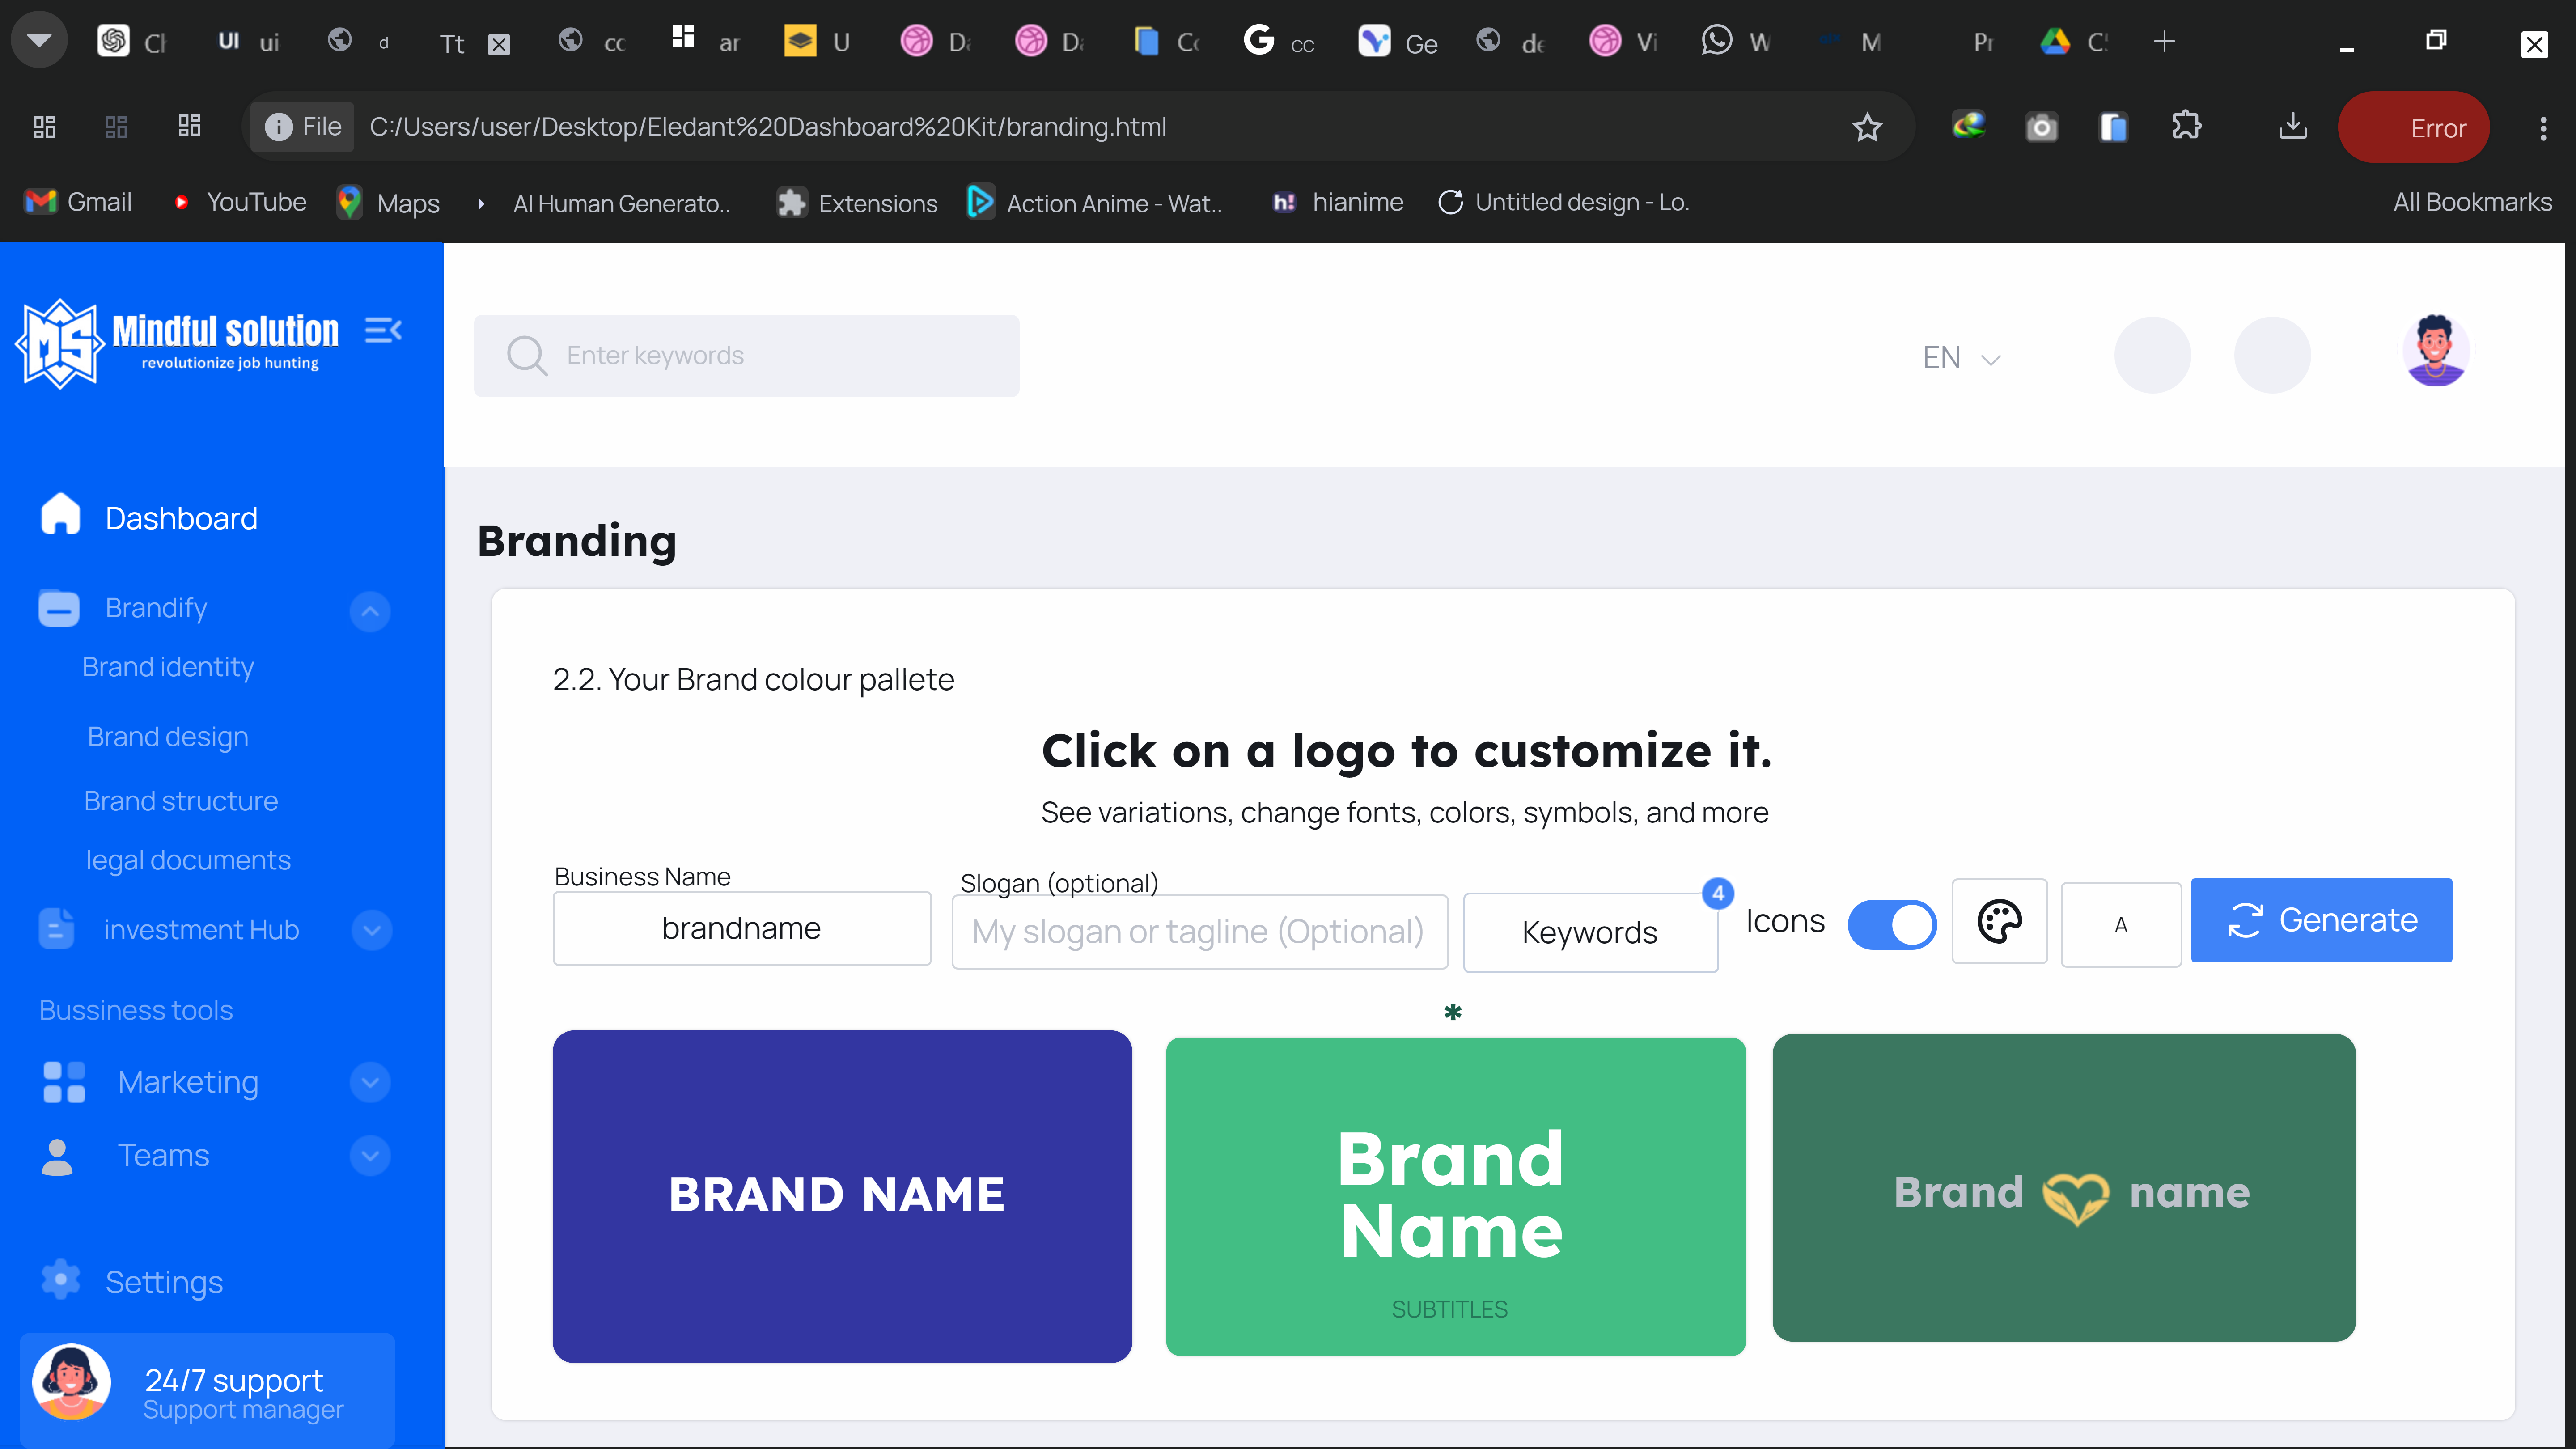 UI ui
d
Tt
cc
ar
U
G cc
Ge
de
Vi
W
M
Pr
File C:/Users/user/Desktop/Eledant%20Dashboard%20Kit/branding.html Error
Gmail YouTube Maps AI Human Generato.. Extensions Action Anime - Wat.. h! hianime Untitled design - Lo. All Bookmarks
MS Mindful solution
revolutionize job hunting
Enter keywords
EN
Dashboard
Brandify
Brand identity
Brand design
Brand structure
legal documents
investment Hub
Bussiness tools
Marketing
Teams
Settings
24/7 support
Support manager
Branding
2.2. Your Brand colour pallete
Click on a logo to customize it.
See variations, change fonts, colors, symbols, and more
Business Name
brandname
Slogan (optional)
My slogan or tagline (Optional)
Keywords
4
Icons
A
Generate
*
BRAND NAME
Brand
Name
SUBTITLES
Brand name